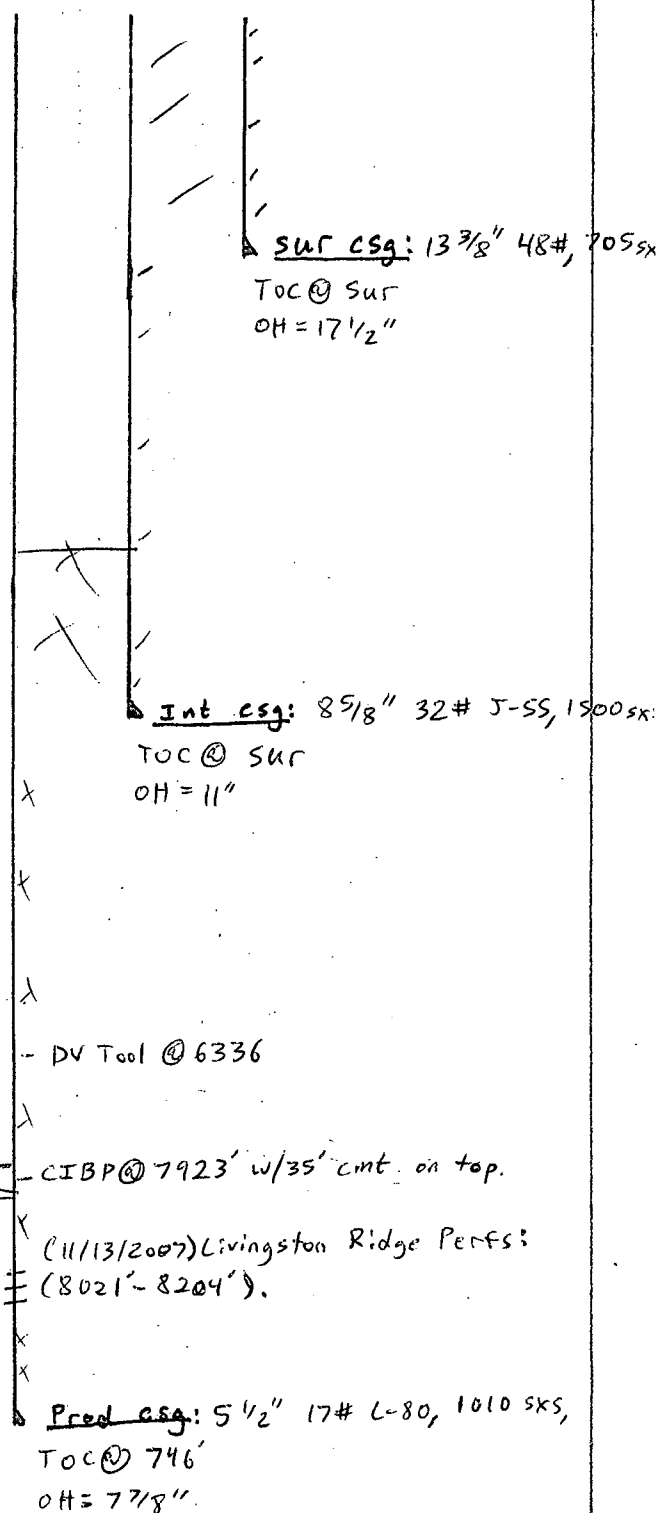 sur csg: 13 3/8" 48#, 705sx
TOC @ Sur
OH = 17 1/2"
Int csg: 8 5/8" 32# J-55, 1500sx
TOC @ Sur
OH = 11"
DV Tool @ 6336
CIBP@ 7923' w/35' cmt. on top.
(11/13/2007) Livingston Ridge Perfs:
(8021'-8204').
Prod csg: 5 1/2" 17# L-80, 1010 sxs,
TOC@ 746'
OH= 7 7/8"